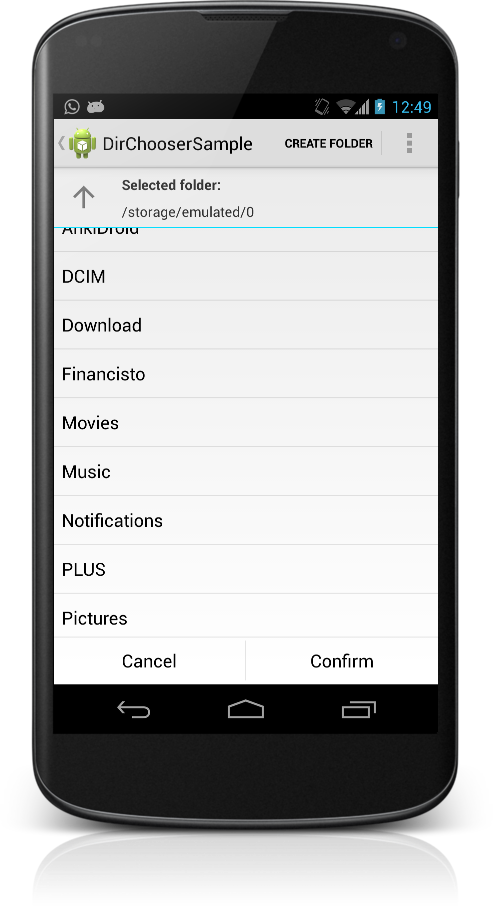 12:49
DirChooserSample CREATE FOLDER
Selected folder:
/storage/emulated/0
AnkiDroid
DCIM
Download
Financisto
Movies
Music
Notifications
PLUS
Pictures
Cancel Confirm